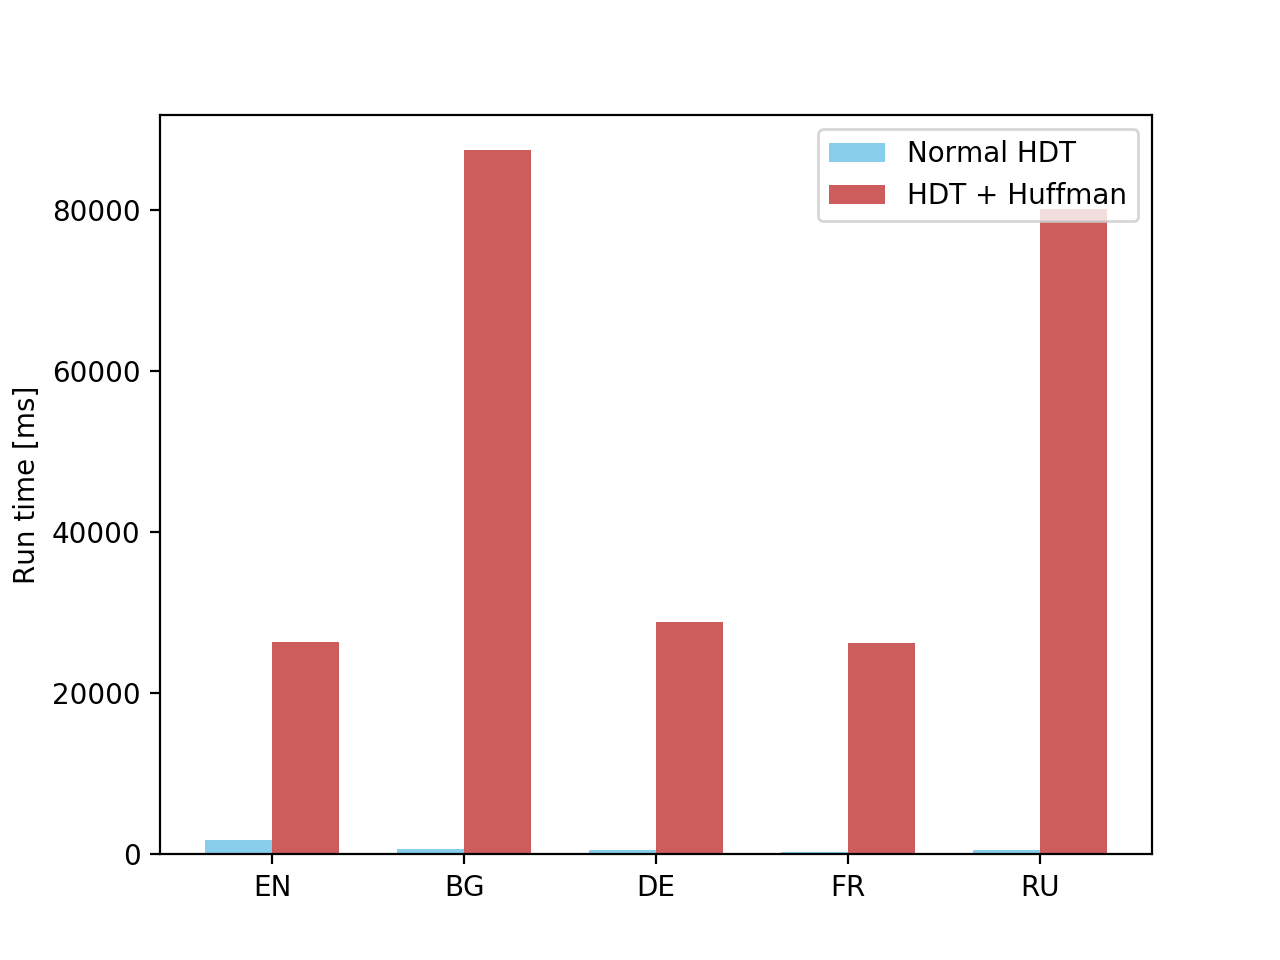 Normal HDT
HDT + Huffman
Run time [ms]
80000
60000
40000
20000
0
EN
BG
DE
FR
RU